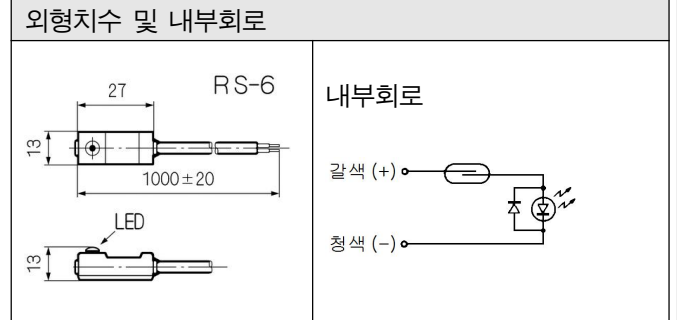 외형치수 및 내부회로
RS-6
27
13
1000±20
LED
13
내부회로
갈색 (+)
청색 (-)